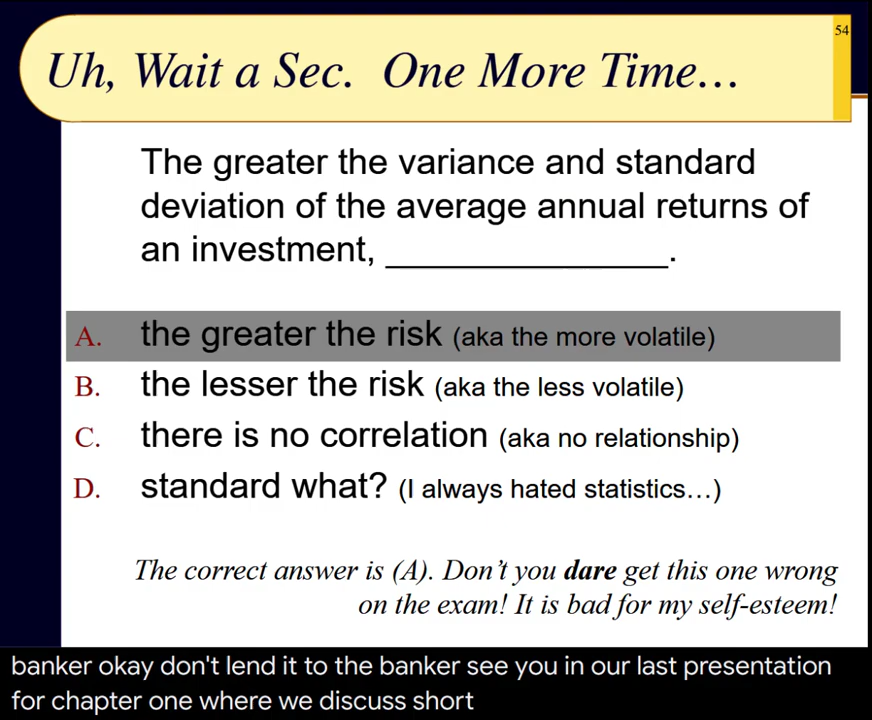 54
Uh, Wait a Sec. One More Time…
The greater the variance and standard
deviation of the average annual returns of
an investment, ______________.
A. the greater the risk (aka the more volatile)
B. the lesser the risk (aka the less volatile)
C. there is no correlation (aka no relationship)
D. standard what? (I always hated statistics…)
The correct answer is (A). Don’t you dare get this one wrong
on the exam! It is bad for my self-esteem!
banker okay don't lend it to the banker see you in our last presentation
for chapter one where we discuss short